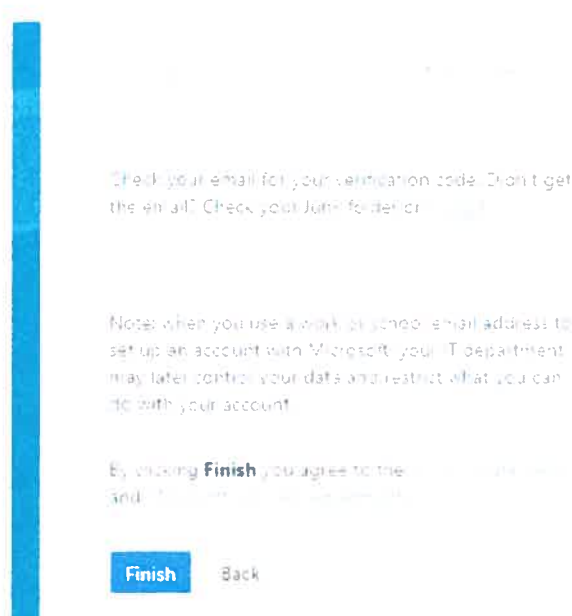 Check your email for your verification code. Didn't get
the email? Check your Junk folder or
Note: when you use a work or school email address to
set up an account with Microsoft, your IT department
may later control your data and restrict what you can
do with your account.
By clicking Finish you agree to the
and
Finish Back